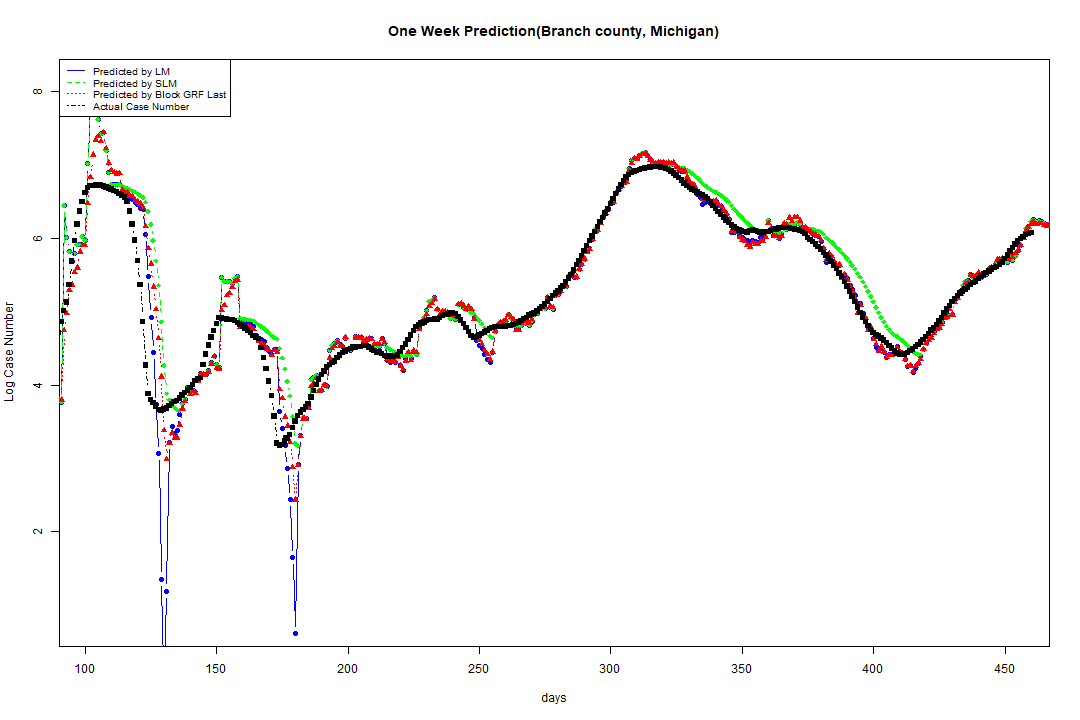 One Week Prediction(Branch county, Michigan)
Predicted by LM
Predicted by SLM
Predicted by Block GRF Last
Actual Case Number
8
6
4
2
Log Case Number
100 150 200 250 300 350 400 450
days